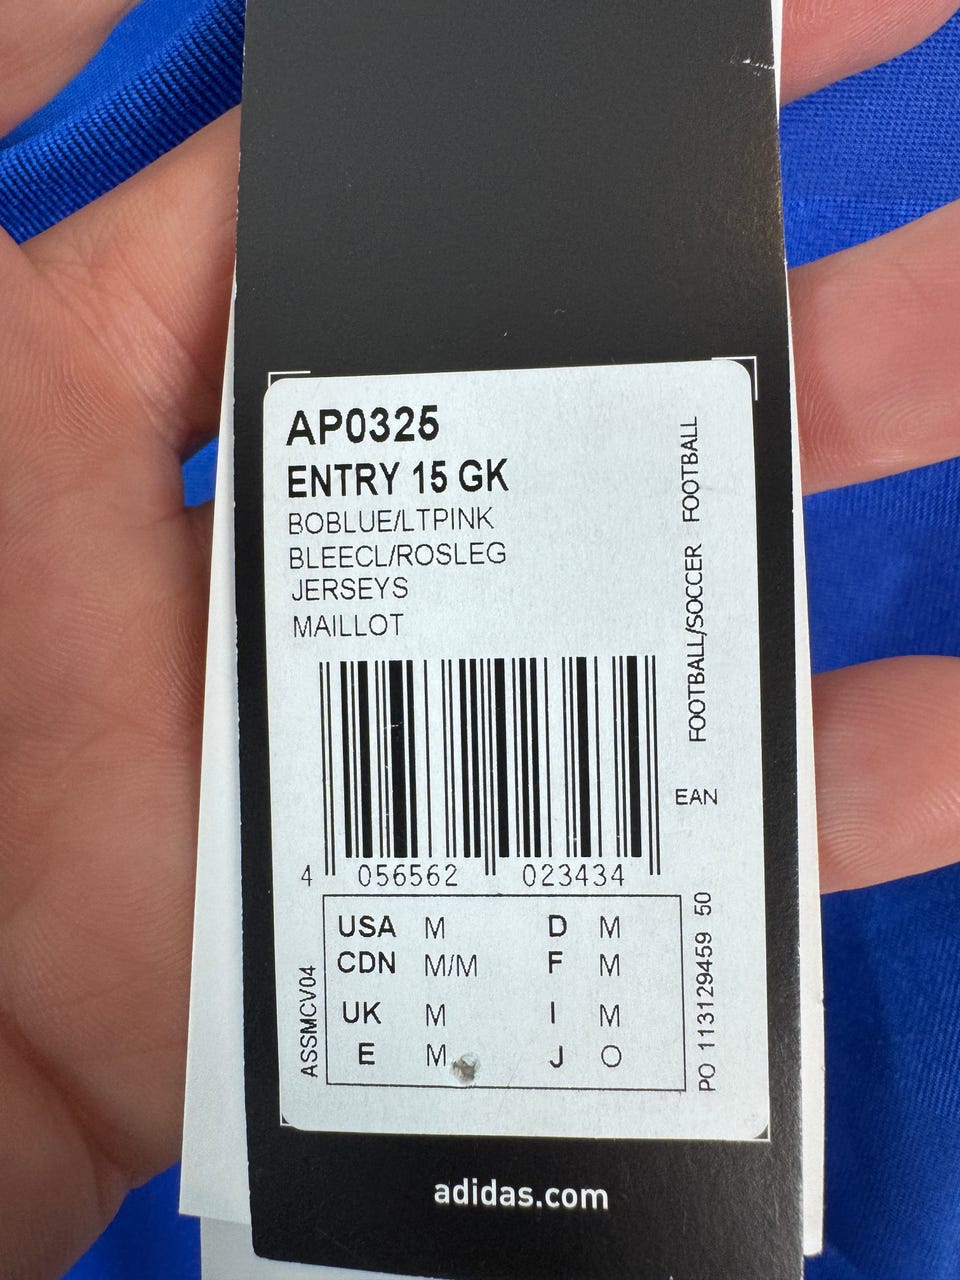 AP0325
ENTRY 15 GK
BOBLUE/LTPINK
BLEECL/ROSLEG
JERSEYS
MAILLOT
FOOTBALL/SOCCER FOOTBALL
EAN
4 056562 023434
USA M D M
CDN M/M F M
UK M I M
E M J O
ASSMCV04
PO 113129459 50
adidas.com